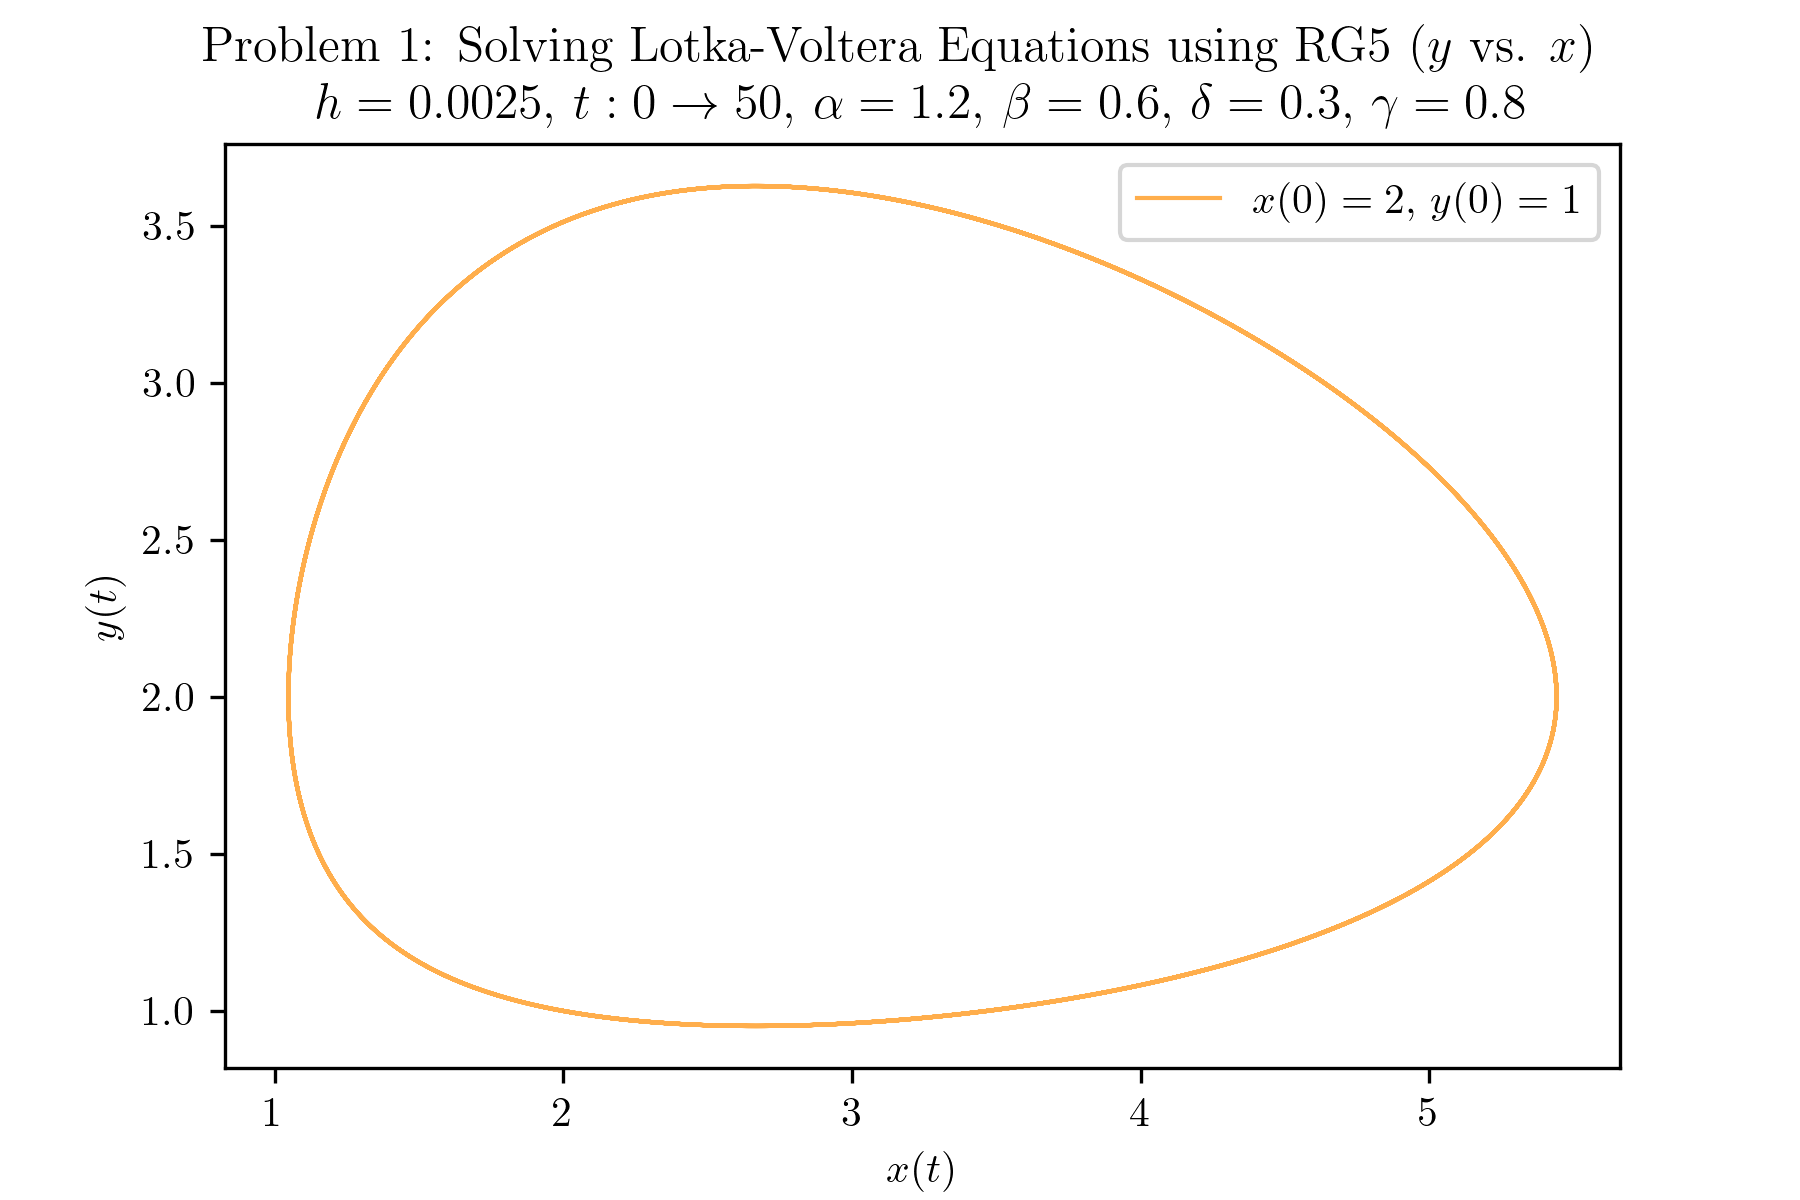 Problem 1: Solving Lotka-Voltera Equations using RG5 (y vs. x)
h = 0.0025, t : 0 → 50, α = 1.2, β = 0.6, δ = 0.3, γ = 0.8
x(0) = 2, y(0) = 1
3.5
3.0
2.5
2.0
1.5
1.0
y(t)
1 2 3 4 5
x(t)